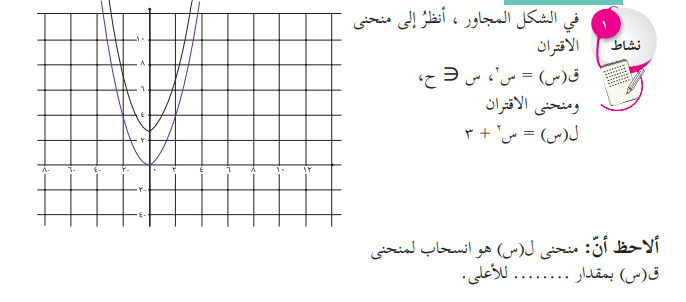 ١
نشاط
في الشكل المجاور ، أنظرُ إلى منحنى
الاقتران
ق(س) = س٢، س ∈ ح،
ومنحنى الاقتران
ل(س) = س٢ + ٣
١٠
٨
٦
٤
٢
٨- ٦- ٤- ٢- ٢ ٤ ٦ ٨ ١٠ ١٢
٢-
٤-
ألاحظ أنّ: منحنى ل(س) هو انسحاب لمنحنى
ق(س) بمقدار ........ للأعلى.